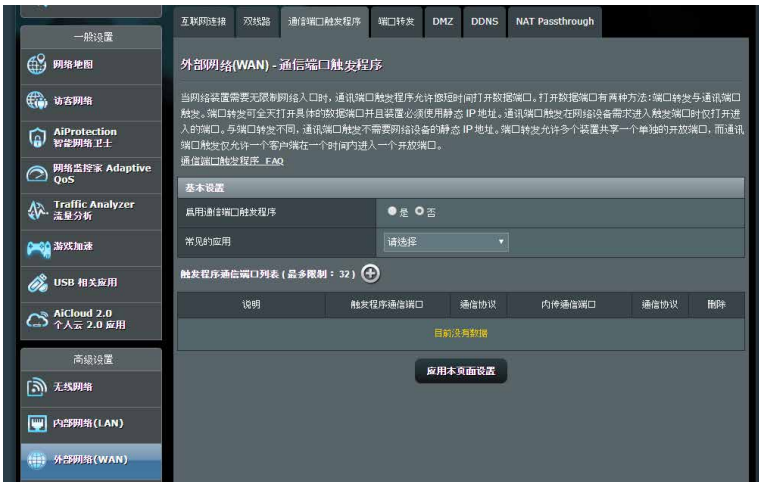 互联网连接 双线路 通信端口触发程序 端口转发 DMZ DDNS NAT Passthrough
一般设置
网络地图
访客网络
AiProtection
智能网络卫士
网络监控家 Adaptive
QoS
Traffic Analyzer
流量分析
游戏加速
USB 相关应用
AiCloud 2.0
个人云 2.0 应用
高级设置
无线网络
内部网络(LAN)
外部网络(WAN)
外部网络(WAN) - 通信端口触发程序
当网络装置需要无限制网络入口时，通讯端口触发程序允许您短时间打开数据端口。打开数据端口有两种方法:端口转发与通讯端口
触发。端口转发可全天打开具体的数据端口并且装置必须使用静态 IP 地址。通讯端口触发在网络设备需求进入触发端口时仅打开进
入的端口。与端口转发不同，通讯端口触发不需要网络设备的静态 IP 地址。端口转发允许多个装置共享一个单独的开放端口，而通讯
端口触发仅允许一个客户端在一个时间内进入一个开放端口。
通信端口触发程序 FAQ
基本设置
启用通信端口触发程序 是 否
常见的应用 请选择
触发程序通信端口列表 (最多限制： 32)
说明 触发程序通信端口 通信协议 内传通信端口 通信协议 删除
目前没有数据
应用本页面设置